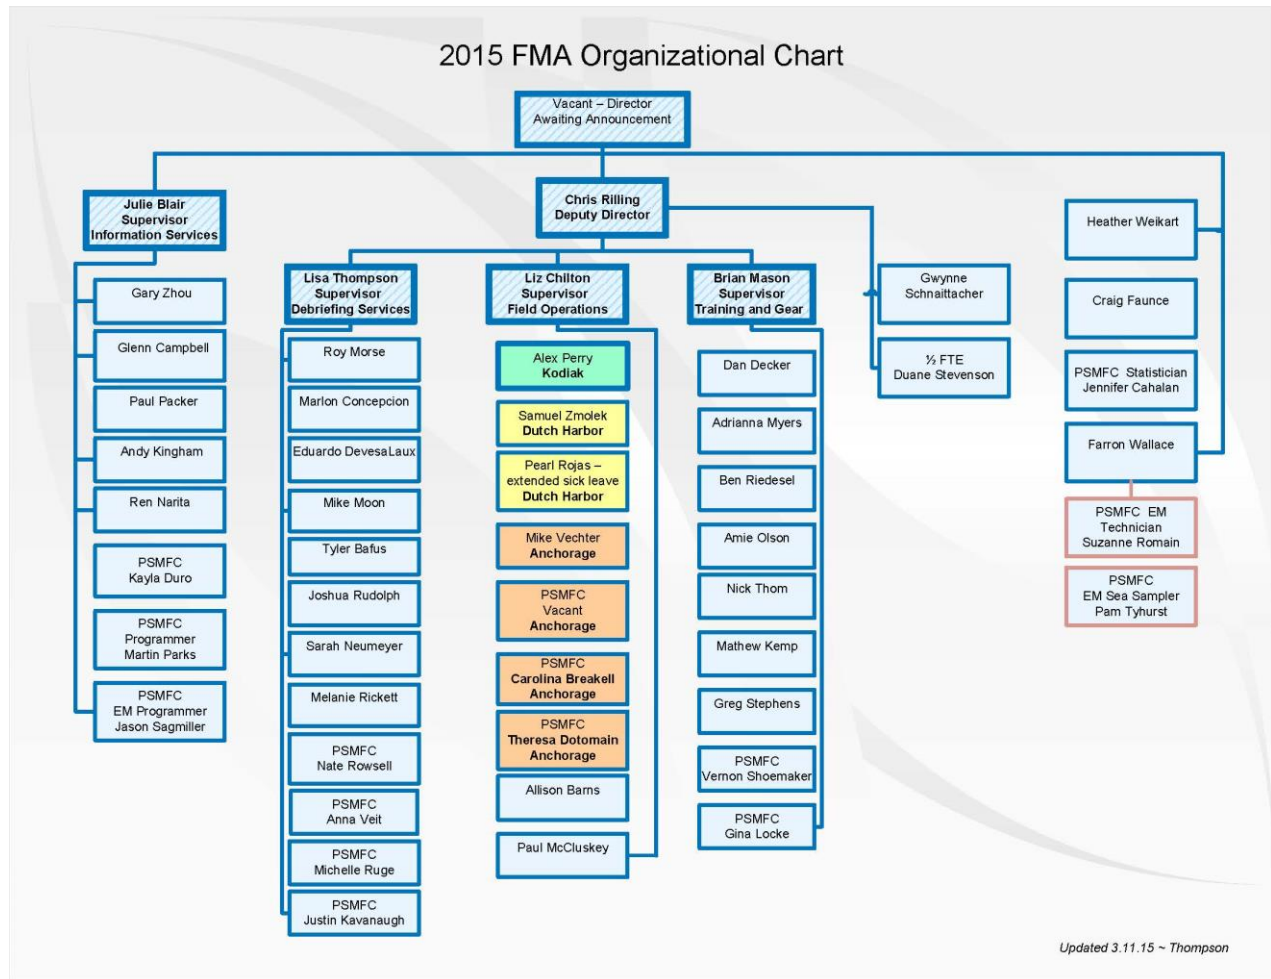 2015 FMA Organizational Chart
Vacant – Director
Awaiting Announcement
Julie Blair
Supervisor
Information Services
Chris Rilling
Deputy Director
Heather Weikart
Lisa Thompson
Supervisor
Debriefing Services
Liz Chilton
Supervisor
Field Operations
Brian Mason
Supervisor
Training and Gear
Gwynne
Schnaittacher
½ FTE
Duane Stevenson
Craig Faunce
PSMFC Statistician
Jennifer Cahalan
Farron Wallace
PSMFC EM
Technician
Suzanne Romain
PSMFC
EM Sea Sampler
Pam Tyhurst
Gary Zhou
Glenn Campbell
Paul Packer
Andy Kingham
Ren Narita
PSMFC
Kayla Duro
PSMFC
Programmer
Martin Parks
PSMFC
EM Programmer
Jason Sagmiller
Roy Morse
Marlon Concepcion
Eduardo DevesaLaux
Mike Moon
Tyler Bafus
Joshua Rudolph
Sarah Neumeyer
Melanie Rickett
PSMFC
Nate Rowsell
PSMFC
Anna Veit
PSMFC
Michelle Ruge
PSMFC
Justin Kavanaugh
Alex Perry
Kodiak
Samuel Zmolek
Dutch Harbor
Pearl Rojas –
extended sick leave
Dutch Harbor
Mike Vechter
Anchorage
PSMFC
Vacant
Anchorage
PSMFC
Carolina Breakell
Anchorage
PSMFC
Theresa Dotomain
Anchorage
Allison Barns
Paul McCluskey
Dan Decker
Adrianna Myers
Ben Riedesel
Amie Olson
Nick Thom
Mathew Kemp
Greg Stephens
PSMFC
Vernon Shoemaker
PSMFC
Gina Locke
Updated 3.11.15 ~ Thompson